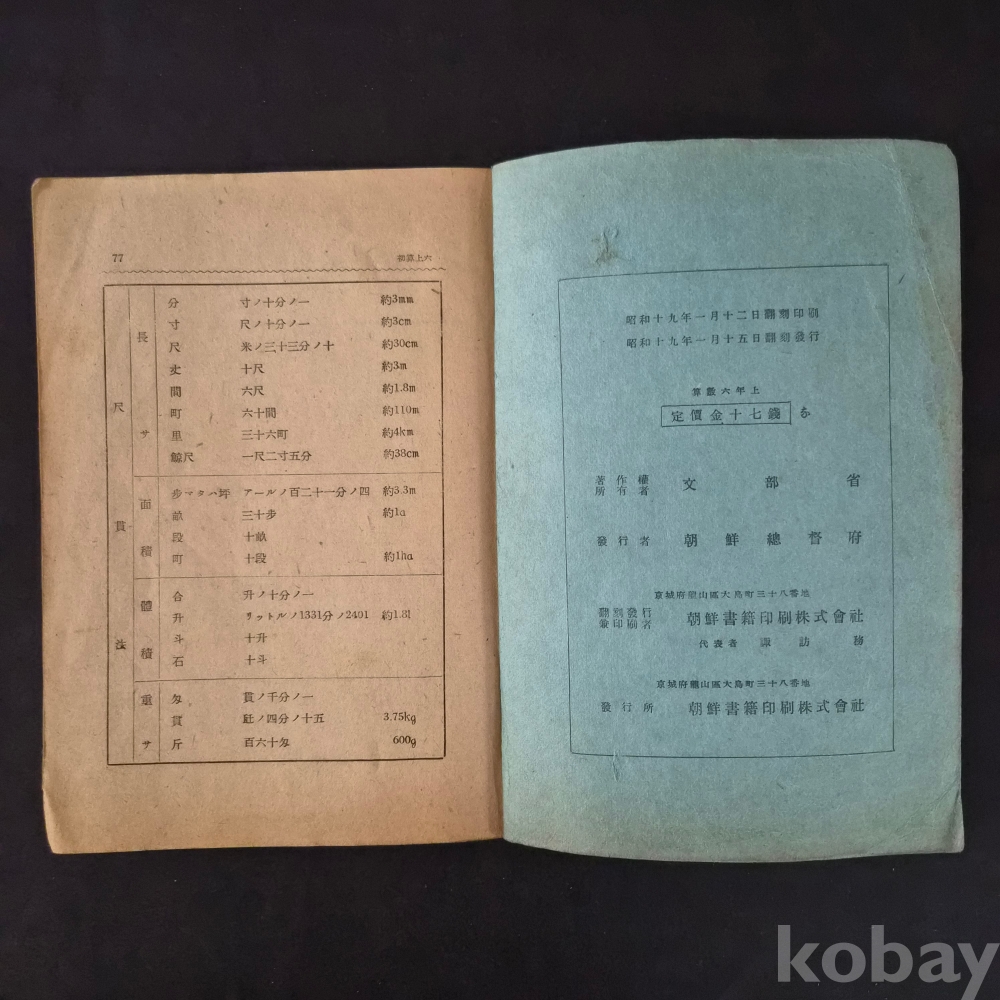 77 初算上六
尺貫法
長サ
分 寸ノ十分ノ一 約3mm
寸 尺ノ十分ノ一 約3cm
尺 米ノ三十三分ノ十 約30cm
丈 十尺 約3m
間 六尺 約1.8m
町 六十間 約110m
里 三十六町 約4km
鯨尺 一尺二寸五分 約38cm
面積
歩マタハ坪 アールノ百二十一分ノ四 約3.3m
畝 三十歩 約1a
段 十畝
町 十段 約1ha
體積
合 升ノ十分ノ一
升 リットルノ1331分ノ2401 約1.8l
斗 十升
石 十斗
重サ
匁 貫ノ千分ノ一
貫 瓩ノ四分ノ十五 3.75kg
斤 百六十匁 600g
昭和十九年一月十二日翻刻印刷
昭和十九年一月十五日翻刻發行
算數六年上
定價金十七錢
著作權所有者 文部省
發行者 朝鮮總督府
京城府龍山區大島町三十八番地
翻刻發行兼印刷者 朝鮮書籍印刷株式會社
代表者 諏訪務
京城府龍山區大島町三十八番地
發行所 朝鮮書籍印刷株式會社
kobay